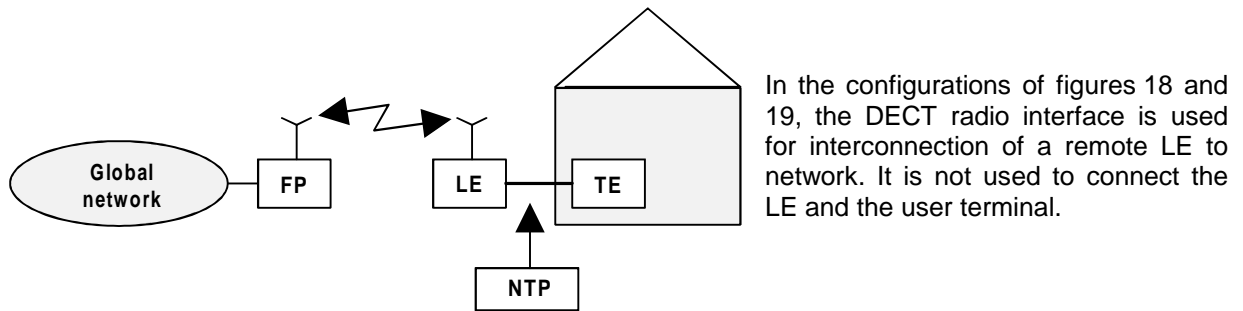 Global
network
FP
LE
TE
NTP
In the configurations of figures 18 and
19, the DECT radio interface is used
for interconnection of a remote LE to
network. It is not used to connect the
LE and the user terminal.